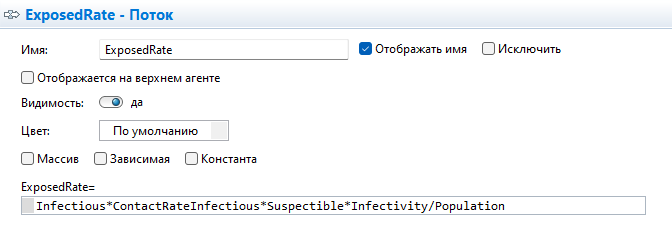 ExposedRate - Поток
Имя: ExposedRate Отображать имя Исключить
Отображается на верхнем агенте
Видимость: да
Цвет: По умолчанию
Массив Зависимая Константа
ExposedRate=
Infectious*ContactRateInfectious*Suspectible*Infectivity/Population